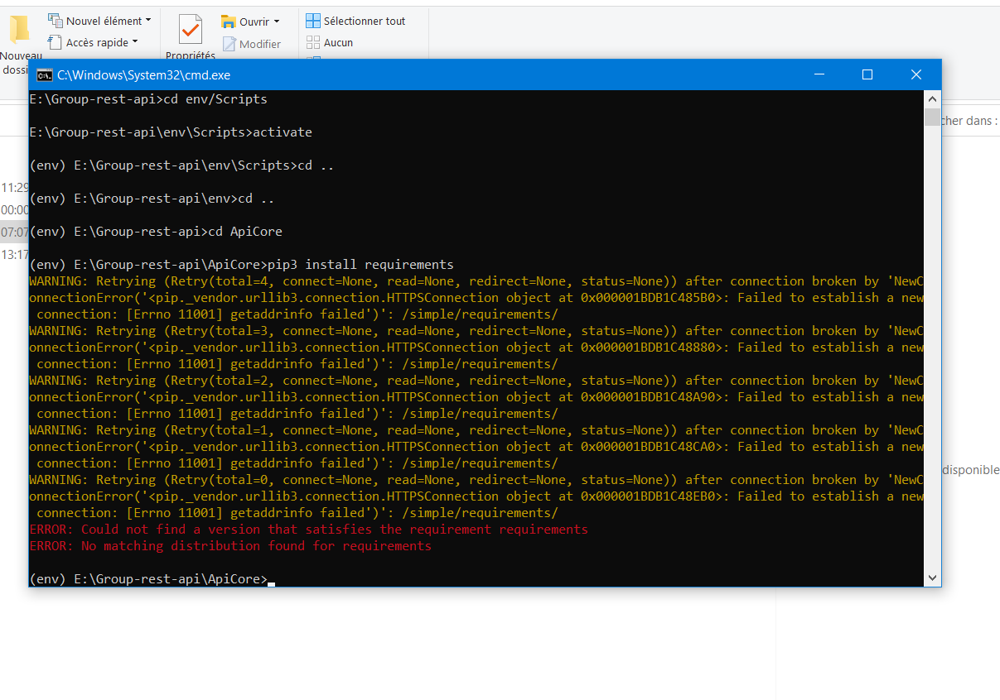 Nouvel élément
Ouvrir
Sélectionner tout
Accès rapide
Modifier
Aucun
Nouveau
dossi
Propriétés
C:\Windows\System32\cmd.exe
E:\Group-rest-api>cd env/Scripts
cher dans :
E:\Group-rest-api\env\Scripts>activate
(env) E:\Group-rest-api\env\Scripts>cd ..
11:29
(env) E:\Group-rest-api\env>cd ..
00:00
07:07
(env) E:\Group-rest-api>cd ApiCore
13:17
(env) E:\Group-rest-api\ApiCore>pip3 install requirements
WARNING: Retrying (Retry(total=4, connect=None, read=None, redirect=None, status=None)) after connection broken by 'NewC
onnectionError('<pip._vendor.urllib3.connection.HTTPSConnection object at 0x000001BDB1C485B0>: Failed to establish a new
connection: [Errno 11001] getaddrinfo failed')': /simple/requirements/
WARNING: Retrying (Retry(total=3, connect=None, read=None, redirect=None, status=None)) after connection broken by 'NewC
onnectionError('<pip._vendor.urllib3.connection.HTTPSConnection object at 0x000001BDB1C48880>: Failed to establish a new
connection: [Errno 11001] getaddrinfo failed')': /simple/requirements/
WARNING: Retrying (Retry(total=2, connect=None, read=None, redirect=None, status=None)) after connection broken by 'NewC
onnectionError('<pip._vendor.urllib3.connection.HTTPSConnection object at 0x000001BDB1C48A90>: Failed to establish a new
connection: [Errno 11001] getaddrinfo failed')': /simple/requirements/
WARNING: Retrying (Retry(total=1, connect=None, read=None, redirect=None, status=None)) after connection broken by 'NewC
onnectionError('<pip._vendor.urllib3.connection.HTTPSConnection object at 0x000001BDB1C48CA0>: Failed to establish a new
connection: [Errno 11001] getaddrinfo failed')': /simple/requirements/
disponible
WARNING: Retrying (Retry(total=0, connect=None, read=None, redirect=None, status=None)) after connection broken by 'NewC
onnectionError('<pip._vendor.urllib3.connection.HTTPSConnection object at 0x000001BDB1C48EB0>: Failed to establish a new
connection: [Errno 11001] getaddrinfo failed')': /simple/requirements/
ERROR: Could not find a version that satisfies the requirement requirements
ERROR: No matching distribution found for requirements
(env) E:\Group-rest-api\ApiCore>